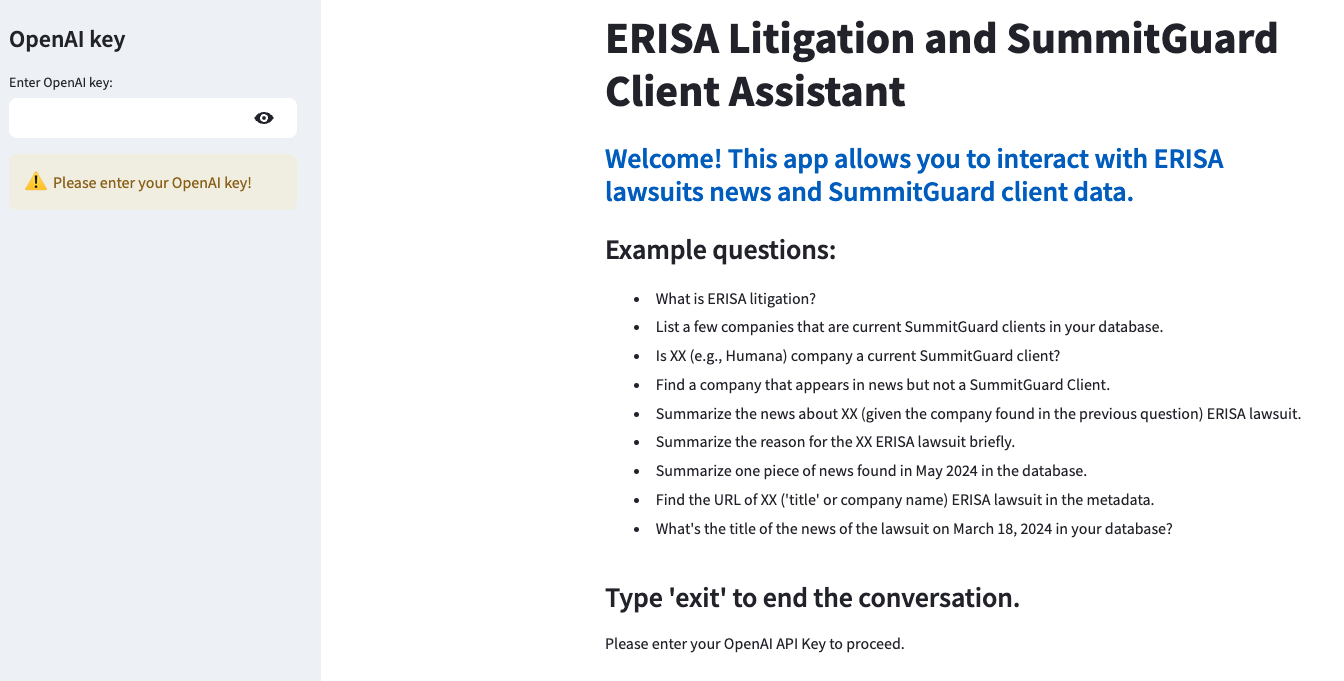 OpenAI key
Enter OpenAI key:
Please enter your OpenAI key!
ERISA Litigation and SummitGuard
Client Assistant
Welcome! This app allows you to interact with ERISA
lawsuits news and SummitGuard client data.
Example questions:
• What is ERISA litigation?
• List a few companies that are current SummitGuard clients in your database.
• Is XX (e.g., Humana) company a current SummitGuard client?
• Find a company that appears in news but not a SummitGuard Client.
• Summarize the news about XX (given the company found in the previous question) ERISA lawsuit.
• Summarize the reason for the XX ERISA lawsuit briefly.
• Summarize one piece of news found in May 2024 in the database.
• Find the URL of XX ('title' or company name) ERISA lawsuit in the metadata.
• What's the title of the news of the lawsuit on March 18, 2024 in your database?
Type 'exit' to end the conversation.
Please enter your OpenAI API Key to proceed.